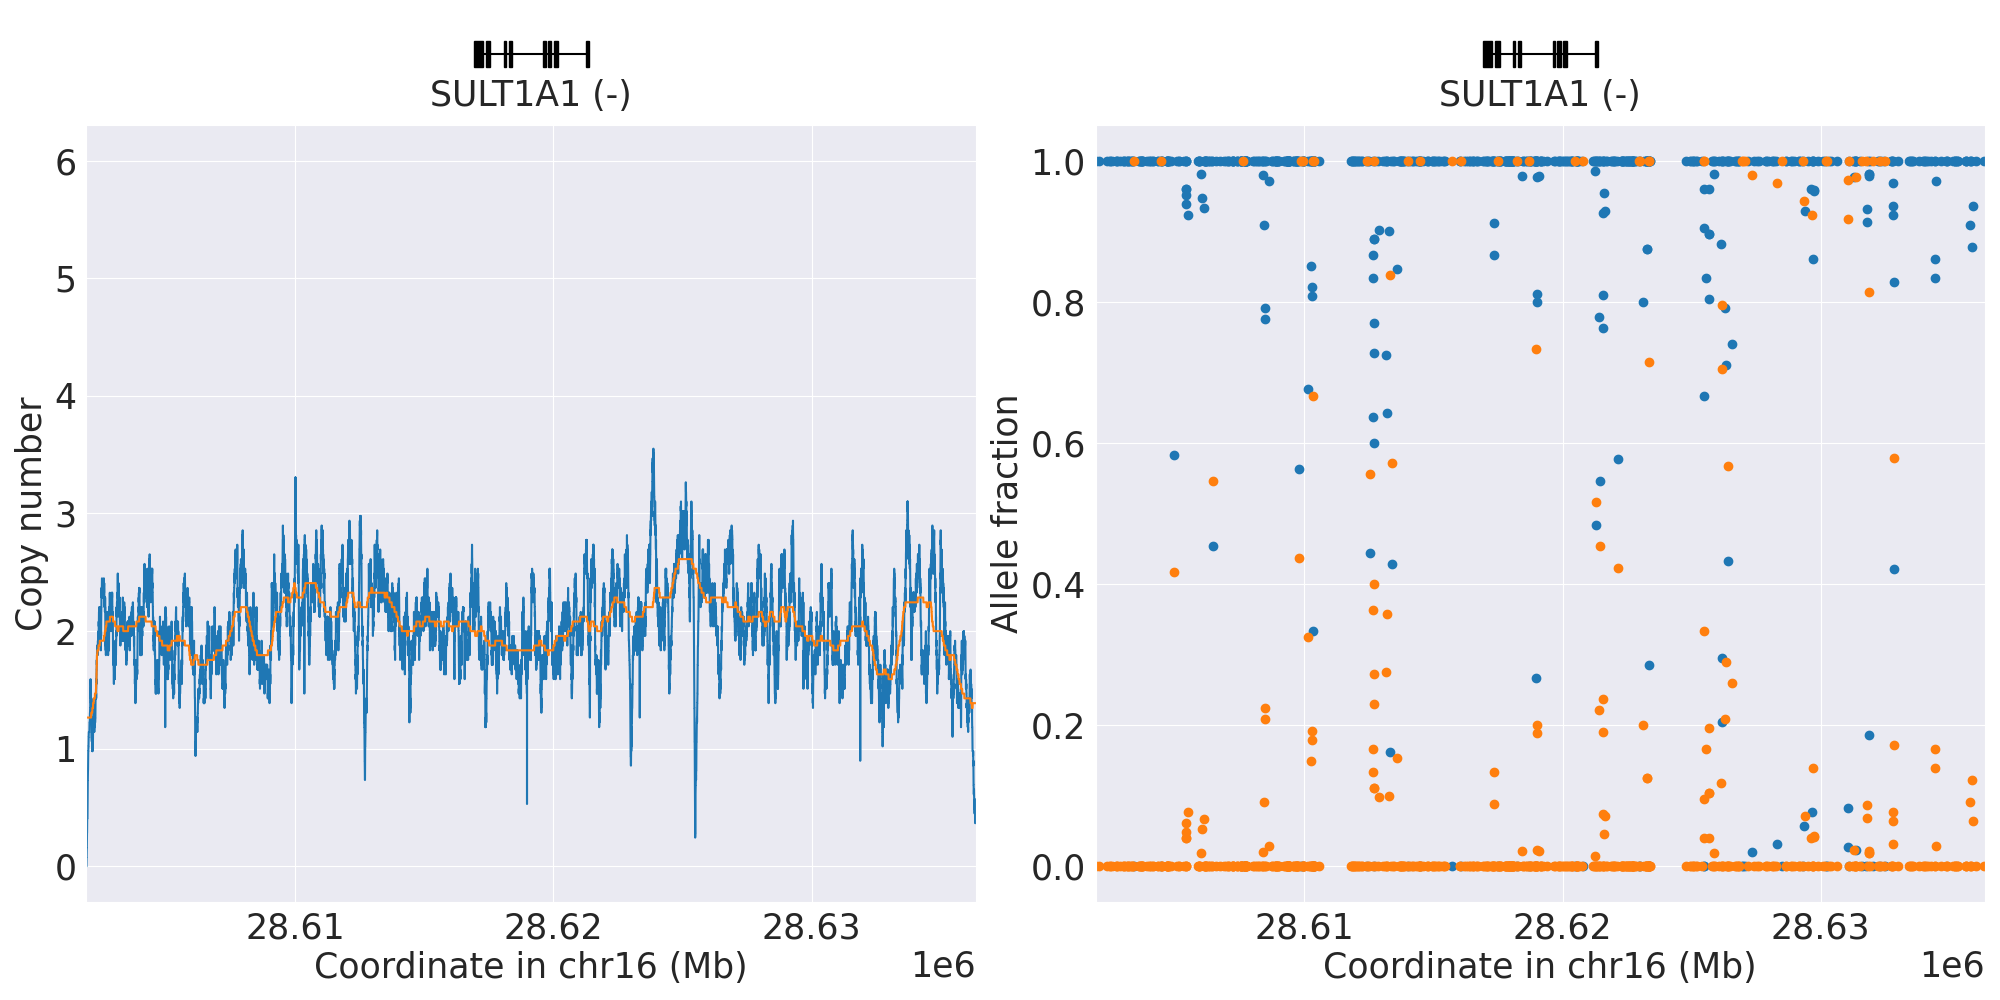 SULT1A1 (-)
6
5
4
3
2
1
0
Copy number
28.61
28.62
28.63
Coordinate in chr16 (Mb)
1e6
SULT1A1 (-)
1.0
0.8
0.6
0.4
0.2
0.0
Allele fraction
28.61
28.62
28.63
Coordinate in chr16 (Mb)
1e6